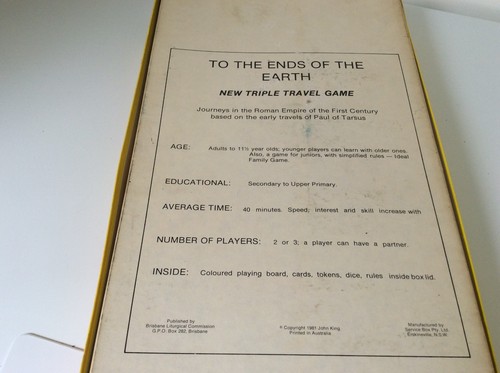 TO THE ENDS OF THE
EARTH
NEW TRIPLE TRAVEL GAME
Journeys in the Roman Empire of the First Century
based on the early travels of Paul of Tarsus
AGE: Adults to 11½ year olds; younger players can learn with older ones.
Also, a game for juniors, with simplified rules — Ideal
Family Game.
EDUCATIONAL: Secondary to Upper Primary.
AVERAGE TIME: 40 minutes. Speed, interest and skill increase with
NUMBER OF PLAYERS: 2 or 3; a player can have a partner.
INSIDE: Coloured playing board, cards, tokens, dice, rules inside box lid.
Published by
Brisbane Liturgical Commission
G.P.O. Box 282, Brisbane
© Copyright 1981 John King
Printed in Australia
Manufactured by
Service Box Pty. Ltd.
Erskineville, N.S.W.